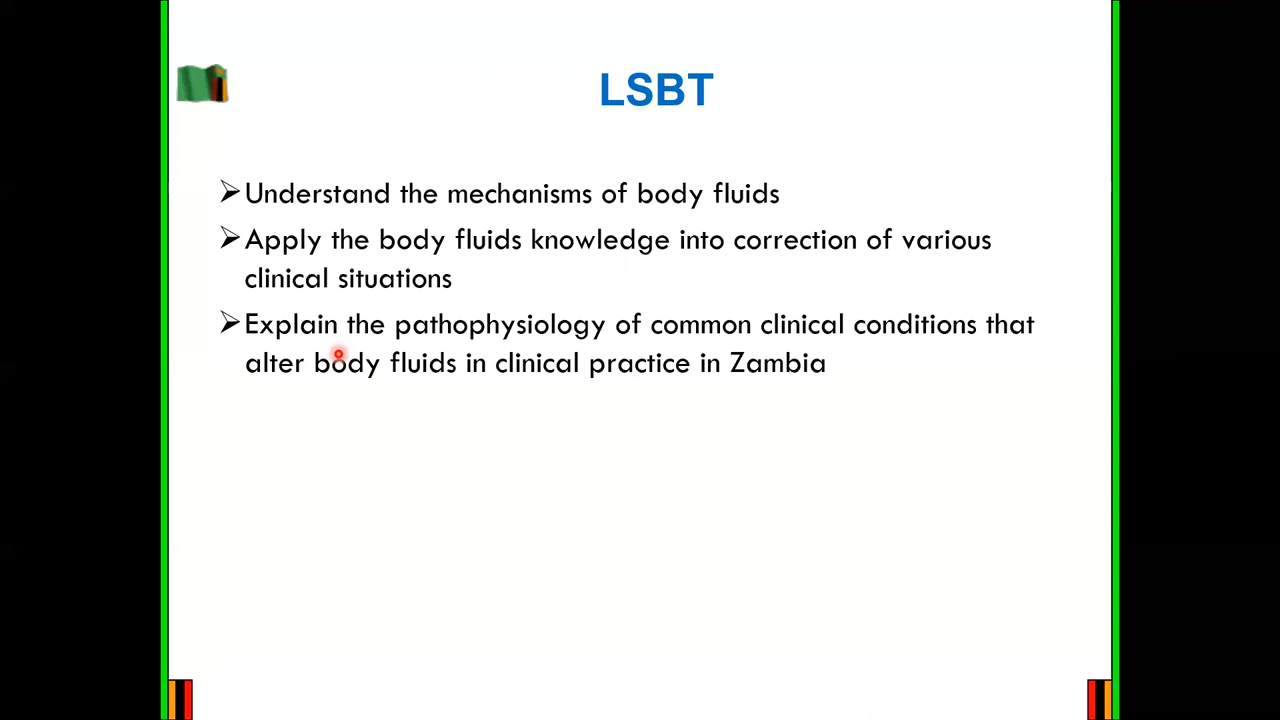 LSBT
Understand the mechanisms of body fluids
Apply the body fluids knowledge into correction of various
clinical situations
Explain the pathophysiology of common clinical conditions that
alter body fluids in clinical practice in Zambia